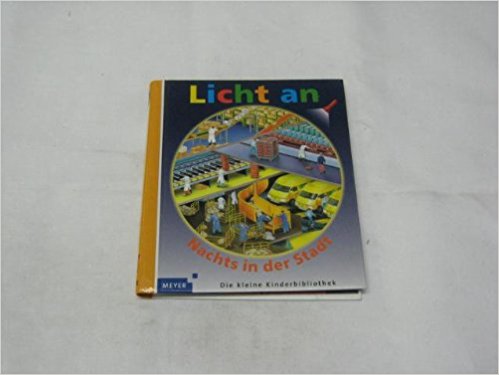 Licht an
Nachts in der Stadt
MEYER
Die kleine Kinderbibliothek